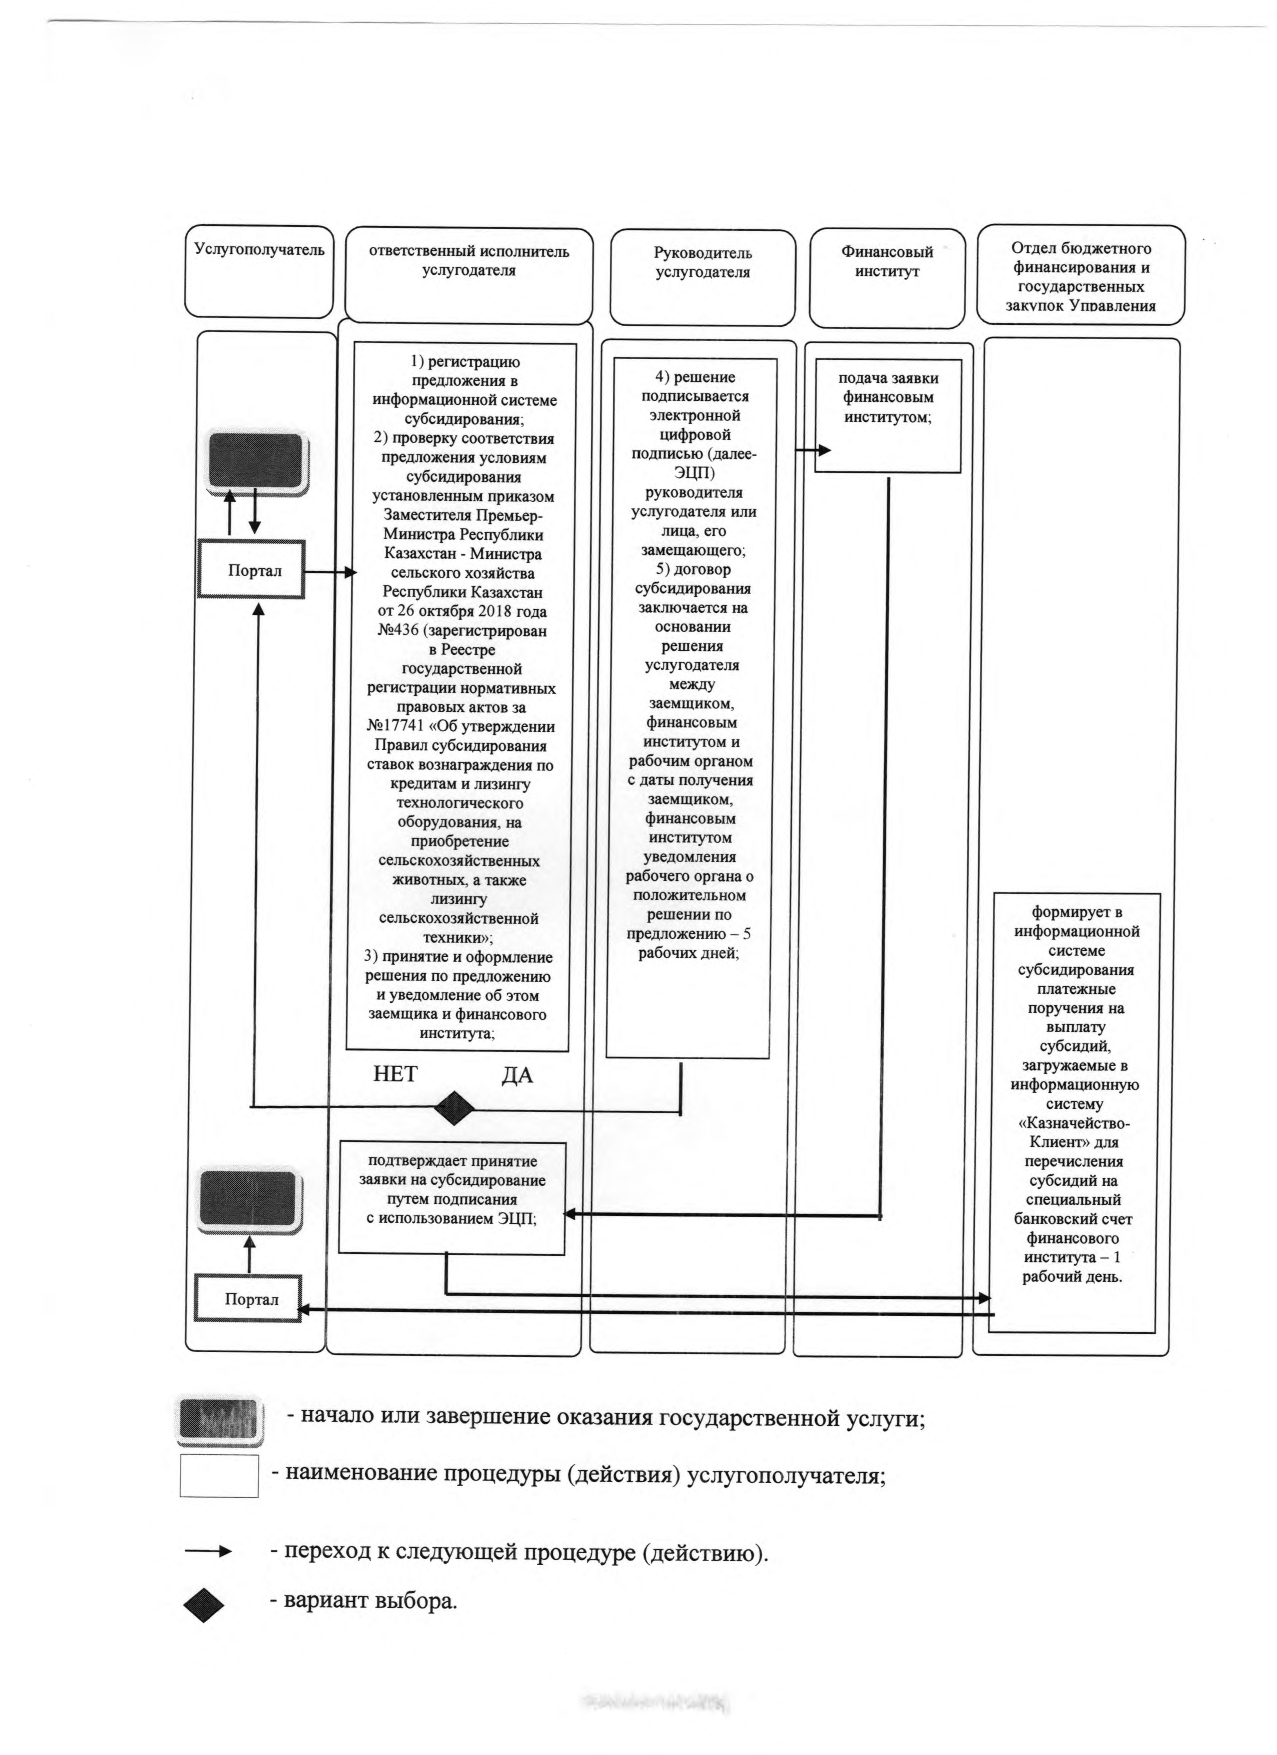 Услугополучатель
ответственный исполнитель
услугодателя
Руководитель
услугодателя
Финансовый
институт
Отдел бюджетного
финансирования и
государственных
закупок Управления
Портал
1) регистрацию
предложения в
информационной системе
субсидирования;
2) проверку соответствия
предложения условиям
субсидирования
установленным приказом
Заместителя Премьер-
Министра Республики
Казахстан - Министра
сельского хозяйства
Республики Казахстан
от 26 октября 2018 года
№436 (зарегистрирован
в Реестре
государственной
регистрации нормативных
правовых актов за
№17741 «Об утверждении
Правил субсидирования
ставок вознаграждения по
кредитам и лизингу
технологического
оборудования, на
приобретение
сельскохозяйственных
животных, а также
лизингу
сельскохозяйственной
техники»;
3) принятие и оформление
решения по предложению
и уведомление об этом
заемщика и финансового
института;
4) решение
подписывается
электронной
цифровой
подписью (далее-
ЭЦП)
руководителя
услугодателя или
лица, его
замещающего;
5) договор
субсидирования
заключается на
основании
решения
услугодателя
между
заемщиком,
финансовым
институтом и
рабочим органом
с даты получения
заемщиком,
финансовым
институтом
уведомления
рабочего органа о
положительном
решении по
предложению – 5
рабочих дней;
подача заявки
финансовым
институтом;
формирует в
информационной
системе
субсидирования
платежные
поручения на
выплату
субсидий,
загружаемые в
информационную
систему
«Казначейство-
Клиент» для
перечисления
субсидий на
специальный
банковский счет
финансового
института – 1
рабочий день.
НЕТ ДА
подтверждает принятие
заявки на субсидирование
путем подписания
с использованием ЭЦП;
Портал
- начало или завершение оказания государственной услуги;
- наименование процедуры (действия) услугополучателя;
- переход к следующей процедуре (действию).
- вариант выбора.